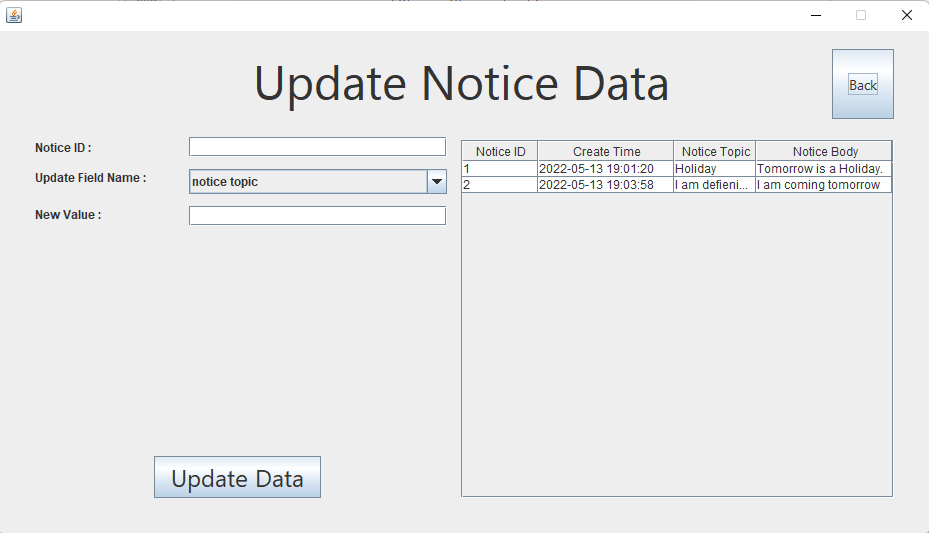 Update Notice Data
Back
Notice ID :
Update Field Name : notice topic
New Value :
Update Data
Notice ID Create Time Notice Topic Notice Body
1 2022-05-13 19:01:20 Holiday Tomorrow is a Holiday.
2 2022-05-13 19:03:58 I am defieni... I am coming tomorrow